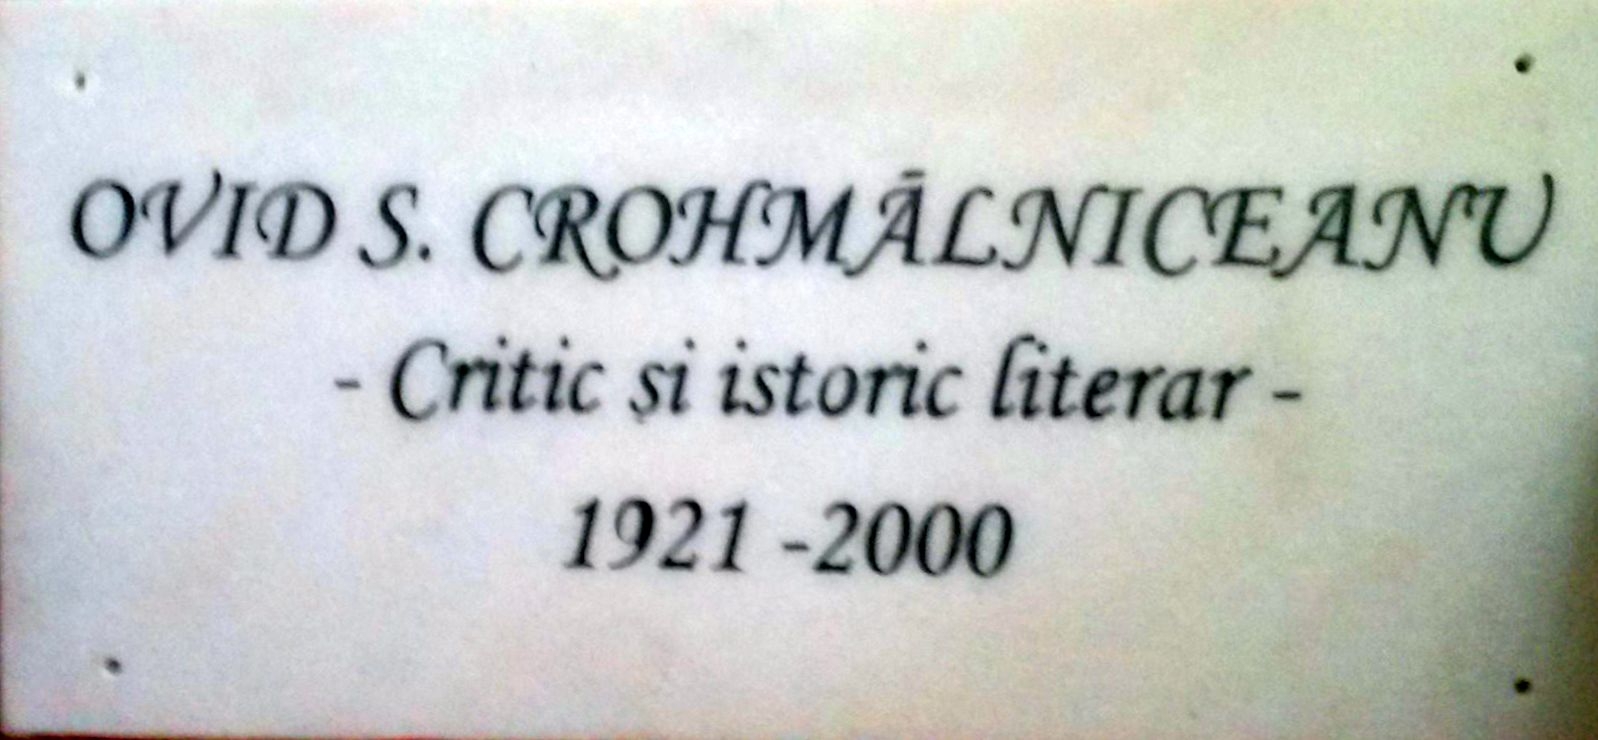 OVID S. CROHMĂLNICEANU
- Critic și istoric literar -
1921 -2000